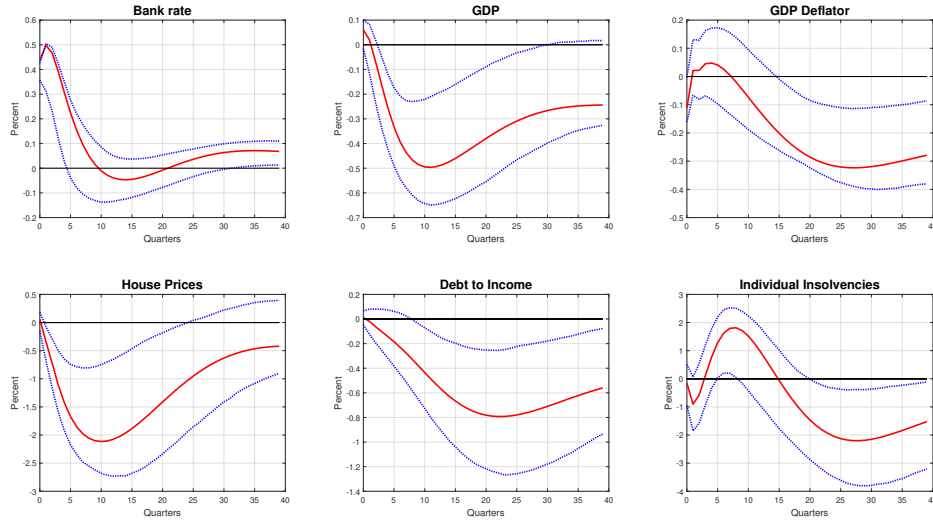 Bank rate
0.6
0.5
0.4
0.3
0.2
0.1
0
-0.1
-0.2
Percent
0 5 10 15 20 25 30 35 40
Quarters
GDP
0.1
0
-0.1
-0.2
-0.3
-0.4
-0.5
-0.6
-0.7
Percent
0 5 10 15 20 25 30 35 40
Quarters
GDP Deflator
0.2
0.1
0
-0.1
-0.2
-0.3
-0.4
-0.5
Percent
0 5 10 15 20 25 30 35 4
Quarters
House Prices
0.5
0
-0.5
-1
-1.5
-2
-2.5
-3
Percent
0 5 10 15 20 25 30 35 40
Quarters
Debt to Income
0.2
0
-0.2
-0.4
-0.6
-0.8
-1
-1.2
-1.4
Percent
0 5 10 15 20 25 30 35 40
Quarters
Individual Insolvencies
3
2
1
0
-1
-2
-3
-4
Percent
0 5 10 15 20 25 30 35 4
Quarters